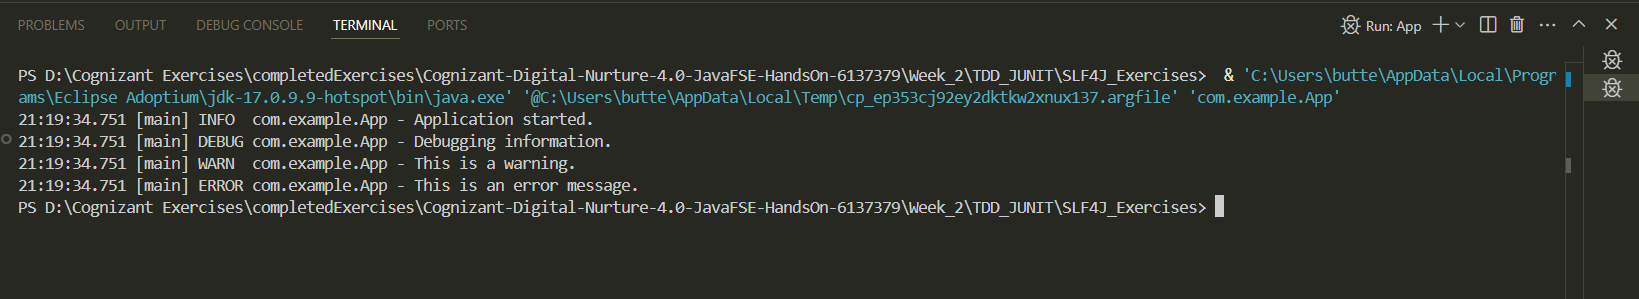 PROBLEMS OUTPUT DEBUG CONSOLE TERMINAL PORTS Run: App
PS D:\Cognizant Exercises\completedExercises\Cognizant-Digital-Nurture-4.0-JavaFSE-HandsOn-6137379\Week_2\TDD_JUNIT\SLF4J_Exercises>  & 'C:\Users\butte\AppData\Local\Progr
ams\Eclipse Adoptium\jdk-17.0.9.9-hotspot\bin\java.exe' '@C:\Users\butte\AppData\Local\Temp\cp_ep353cj92ey2dktkw2xnux137.argfile' 'com.example.App'
21:19:34.751 [main] INFO  com.example.App - Application started.
21:19:34.751 [main] DEBUG com.example.App - Debugging information.
21:19:34.751 [main] WARN  com.example.App - This is a warning.
21:19:34.751 [main] ERROR com.example.App - This is an error message.
PS D:\Cognizant Exercises\completedExercises\Cognizant-Digital-Nurture-4.0-JavaFSE-HandsOn-6137379\Week_2\TDD_JUNIT\SLF4J_Exercises>